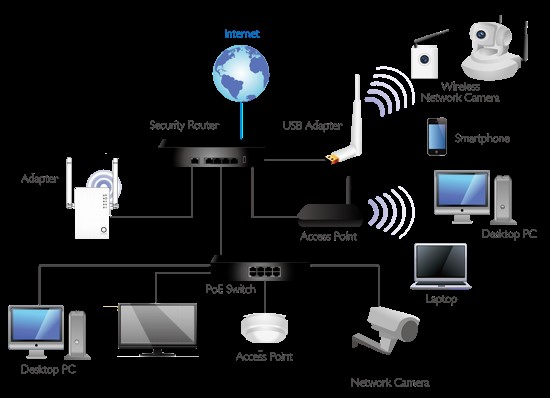 Internet
Wireless
Network Camera
Security Router
USB Adapter
Smartphone
Adapter
Access Point
Desktop PC
PoE Switch
Laptop
Access Point
Desktop PC
Network Camera